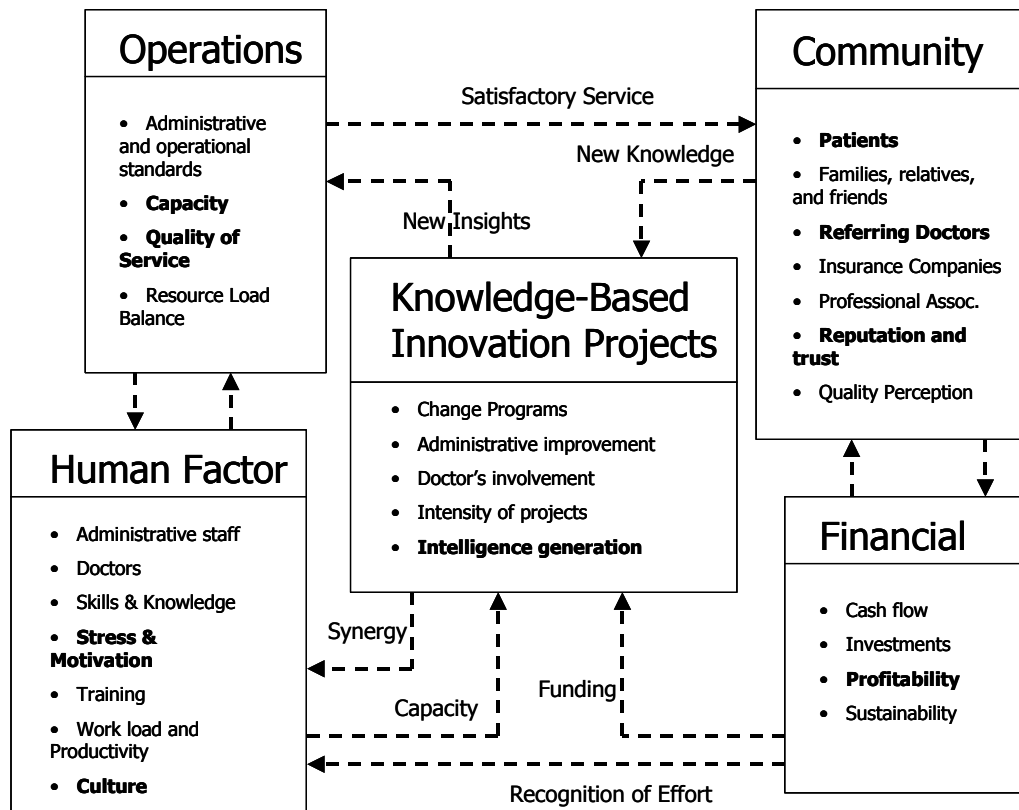 Operations
• Administrative
and operational
standards
• Capacity
• Quality of
Service
• Resource Load
Balance
Satisfactory Service
New Knowledge
New Insights
Community
• Patients
• Families, relatives,
and friends
• Referring Doctors
• Insurance Companies
• Professional Assoc.
• Reputation and
trust
• Quality Perception
Knowledge-Based
Innovation Projects
• Change Programs
• Administrative improvement
• Doctor’s involvement
• Intensity of projects
• Intelligence generation
Human Factor
• Administrative staff
• Doctors
• Skills & Knowledge
• Stress &
Motivation
• Training
• Work load and
Productivity
• Culture
Synergy
Capacity
Funding
Recognition of Effort
Financial
• Cash flow
• Investments
• Profitability
• Sustainability